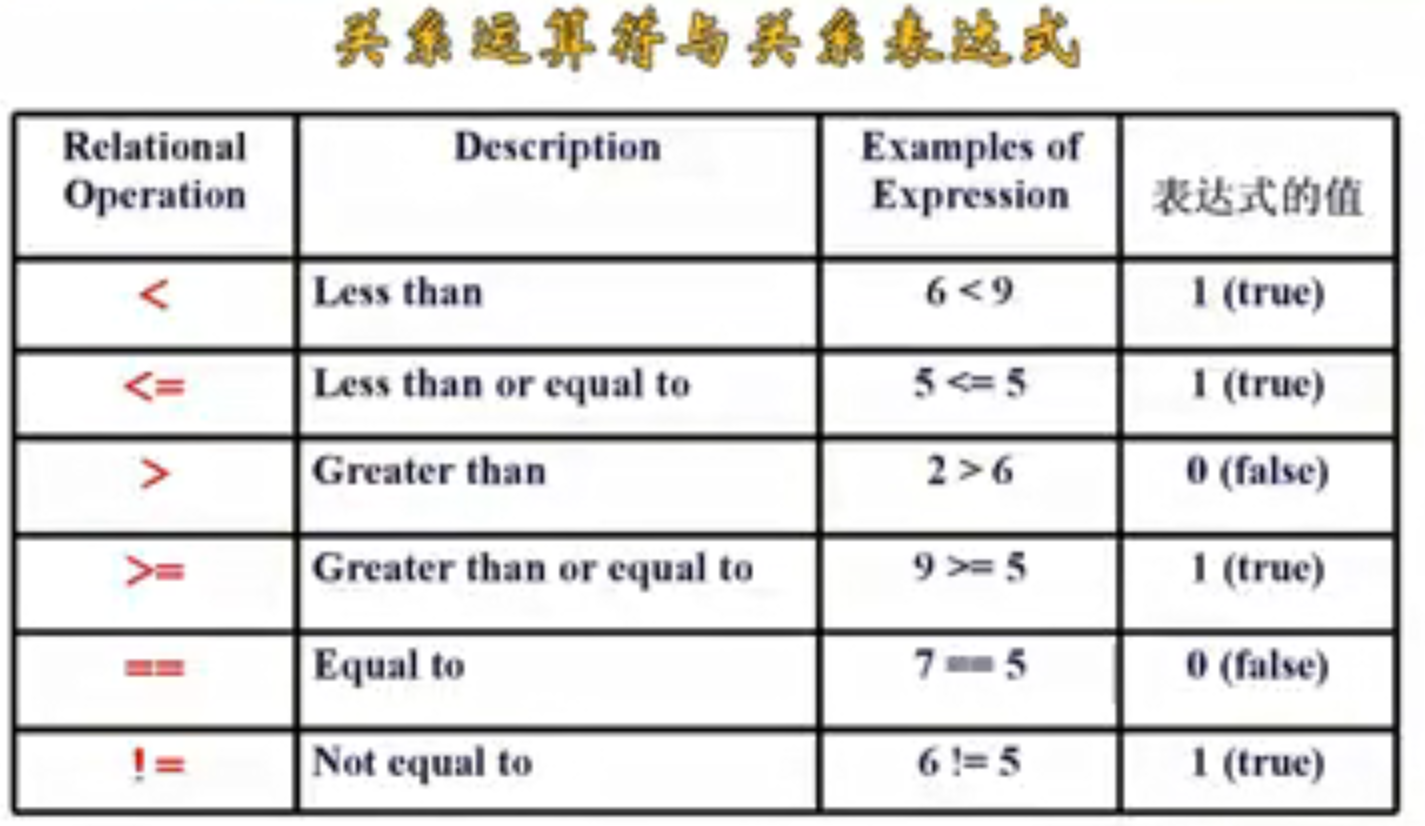 关系运算符与关系表达式
Relational Operation Description Examples of Expression 表达式的值
< Less than 6 < 9 1 (true)
<= Less than or equal to 5 <= 5 1 (true)
> Greater than 2 > 6 0 (false)
>= Greater than or equal to 9 >= 5 1 (true)
== Equal to 7 == 5 0 (false)
!= Not equal to 6 != 5 1 (true)